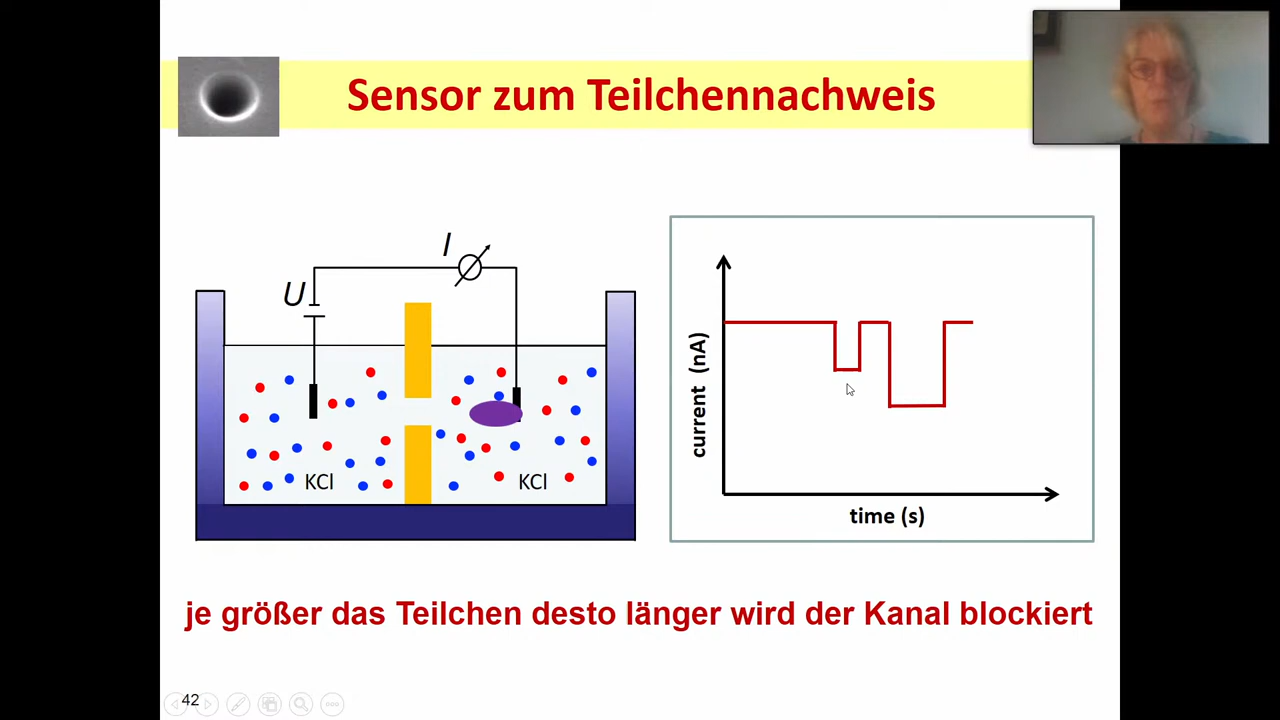 Sensor zum Teilchennachweis
I
U
KCl
KCl
current (nA)
time (s)
je größer das Teilchen desto länger wird der Kanal blockiert
42